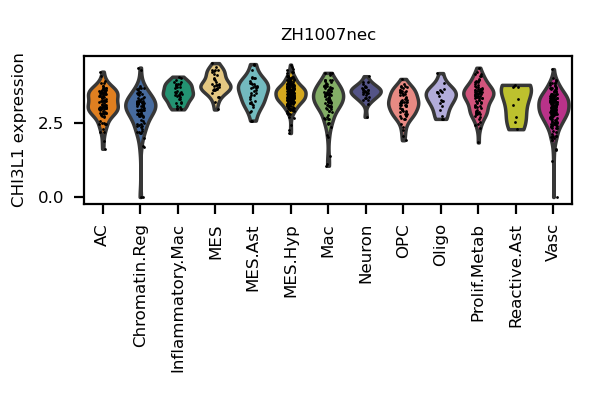 ZH1007nec
CHI3L1 expression
2.5
0.0
AC
Chromatin.Reg
Inflammatory.Mac
MES
MES.Ast
MES.Hyp
Mac
Neuron
OPC
Oligo
Prolif.Metab
Reactive.Ast
Vasc